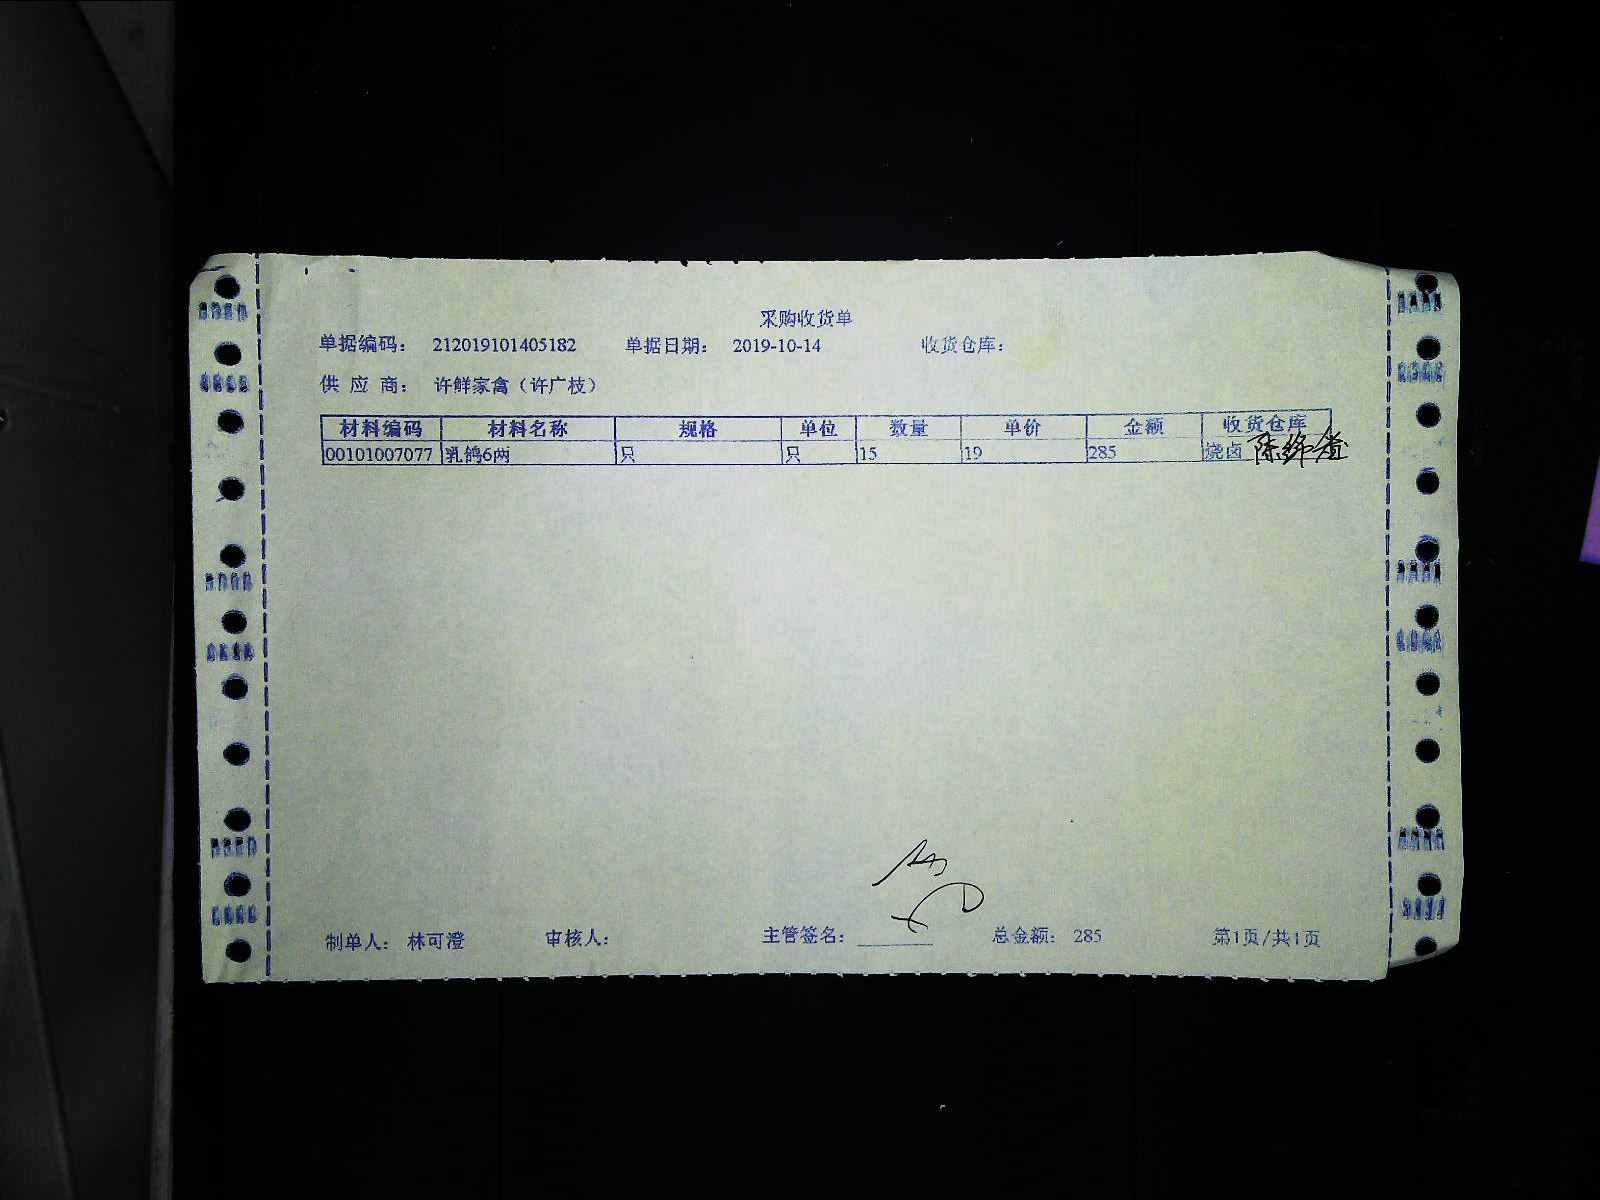 采购收货单
单据编码： 212019101405182 单据日期： 2019-10-14 收货仓库：
供 应 商： 许鲜家禽（许广枝）
材料编码 材料名称 规格 单位 数量 单价 金额 收货仓库
00101007077 乳鸽6两 只 只 15 19 285 烧卤
制单人： 林可澄 审核人： 主管签名： 总金额： 285 第1页/共1页